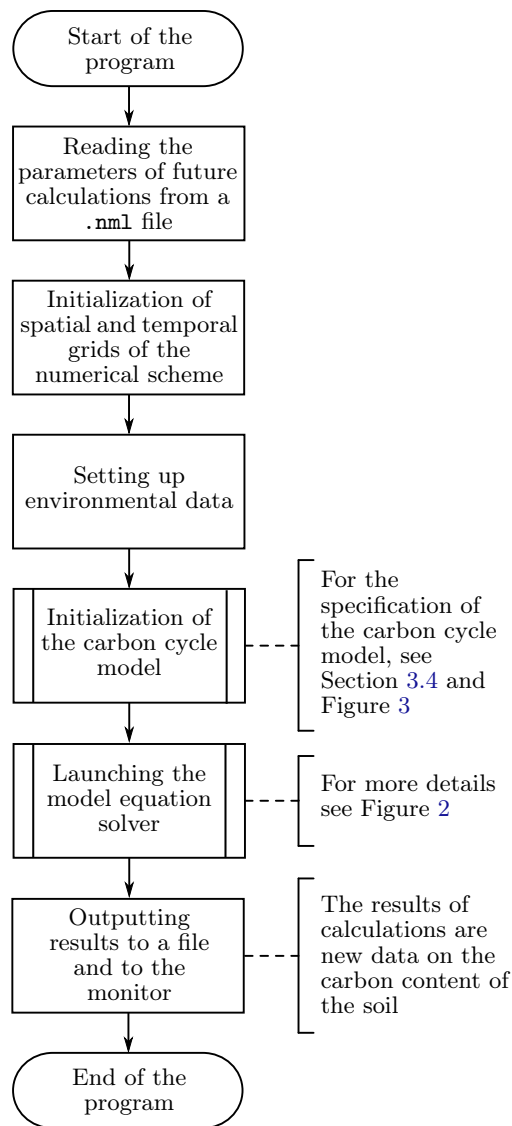 Start of the
program
Reading the
parameters of future
calculations from a
.nml file
Initialization of
spatial and temporal
grids of the
numerical scheme
Setting up
environmental data
Initialization of
the carbon cycle
model
For the
specification of
the carbon cycle
model, see
Section 3.4 and
Figure 3
Launching the
model equation
solver
For more details
see Figure 2
Outputting
results to a file
and to the
monitor
The results of
calculations are
new data on the
carbon content of
the soil
End of the
program